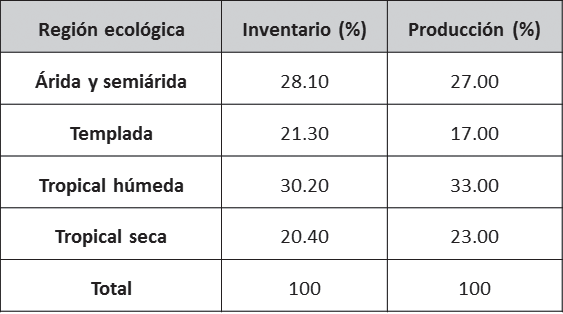 Región ecológica Inventario (%) Producción (%)
Árida y semiárida 28.10 27.00
Templada 21.30 17.00
Tropical húmeda 30.20 33.00
Tropical seca 20.40 23.00
Total 100 100